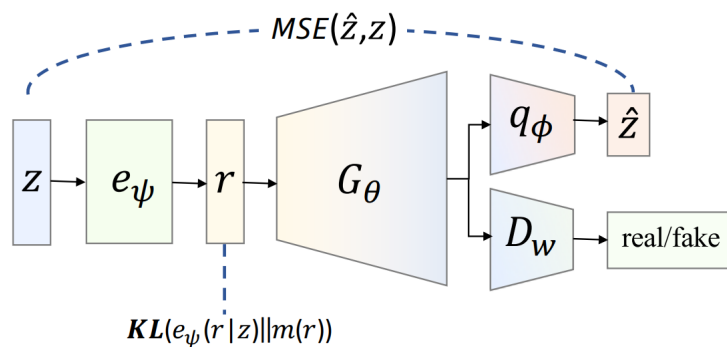 MSE(ẑ,z)
z
e_ψ
r
G_θ
q_ϕ
ẑ
D_w
real/fake
KL(e_ψ(r|z)||m(r))